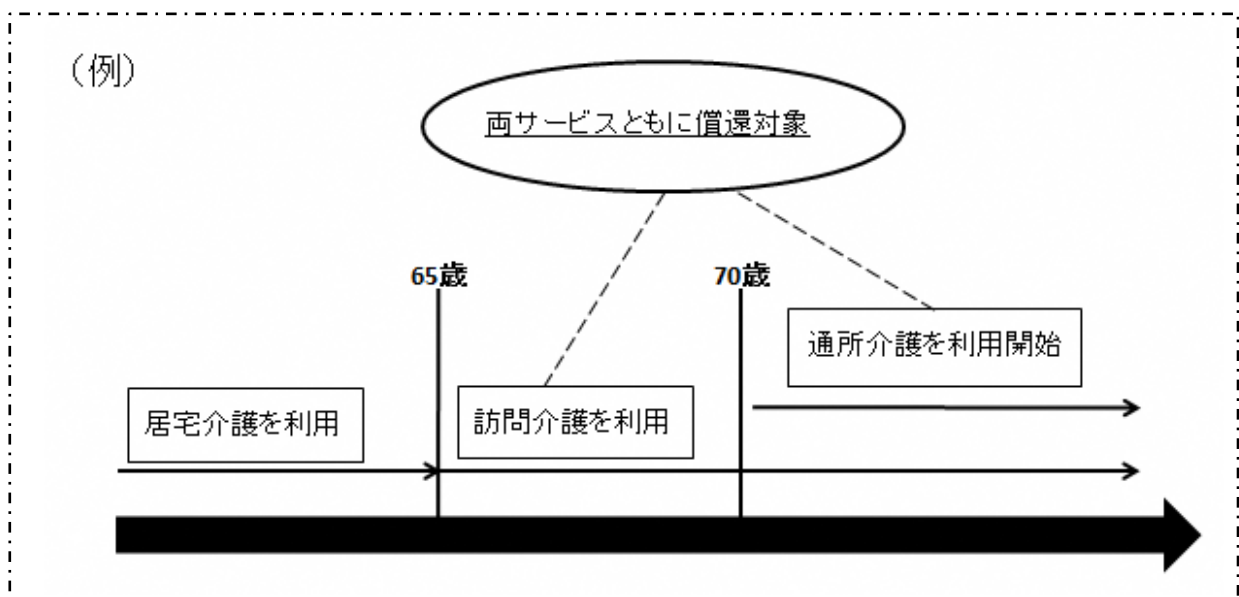 (例)
両サービスともに償還対象
65歳
70歳
通所介護を利用開始
居宅介護を利用
訪問介護を利用